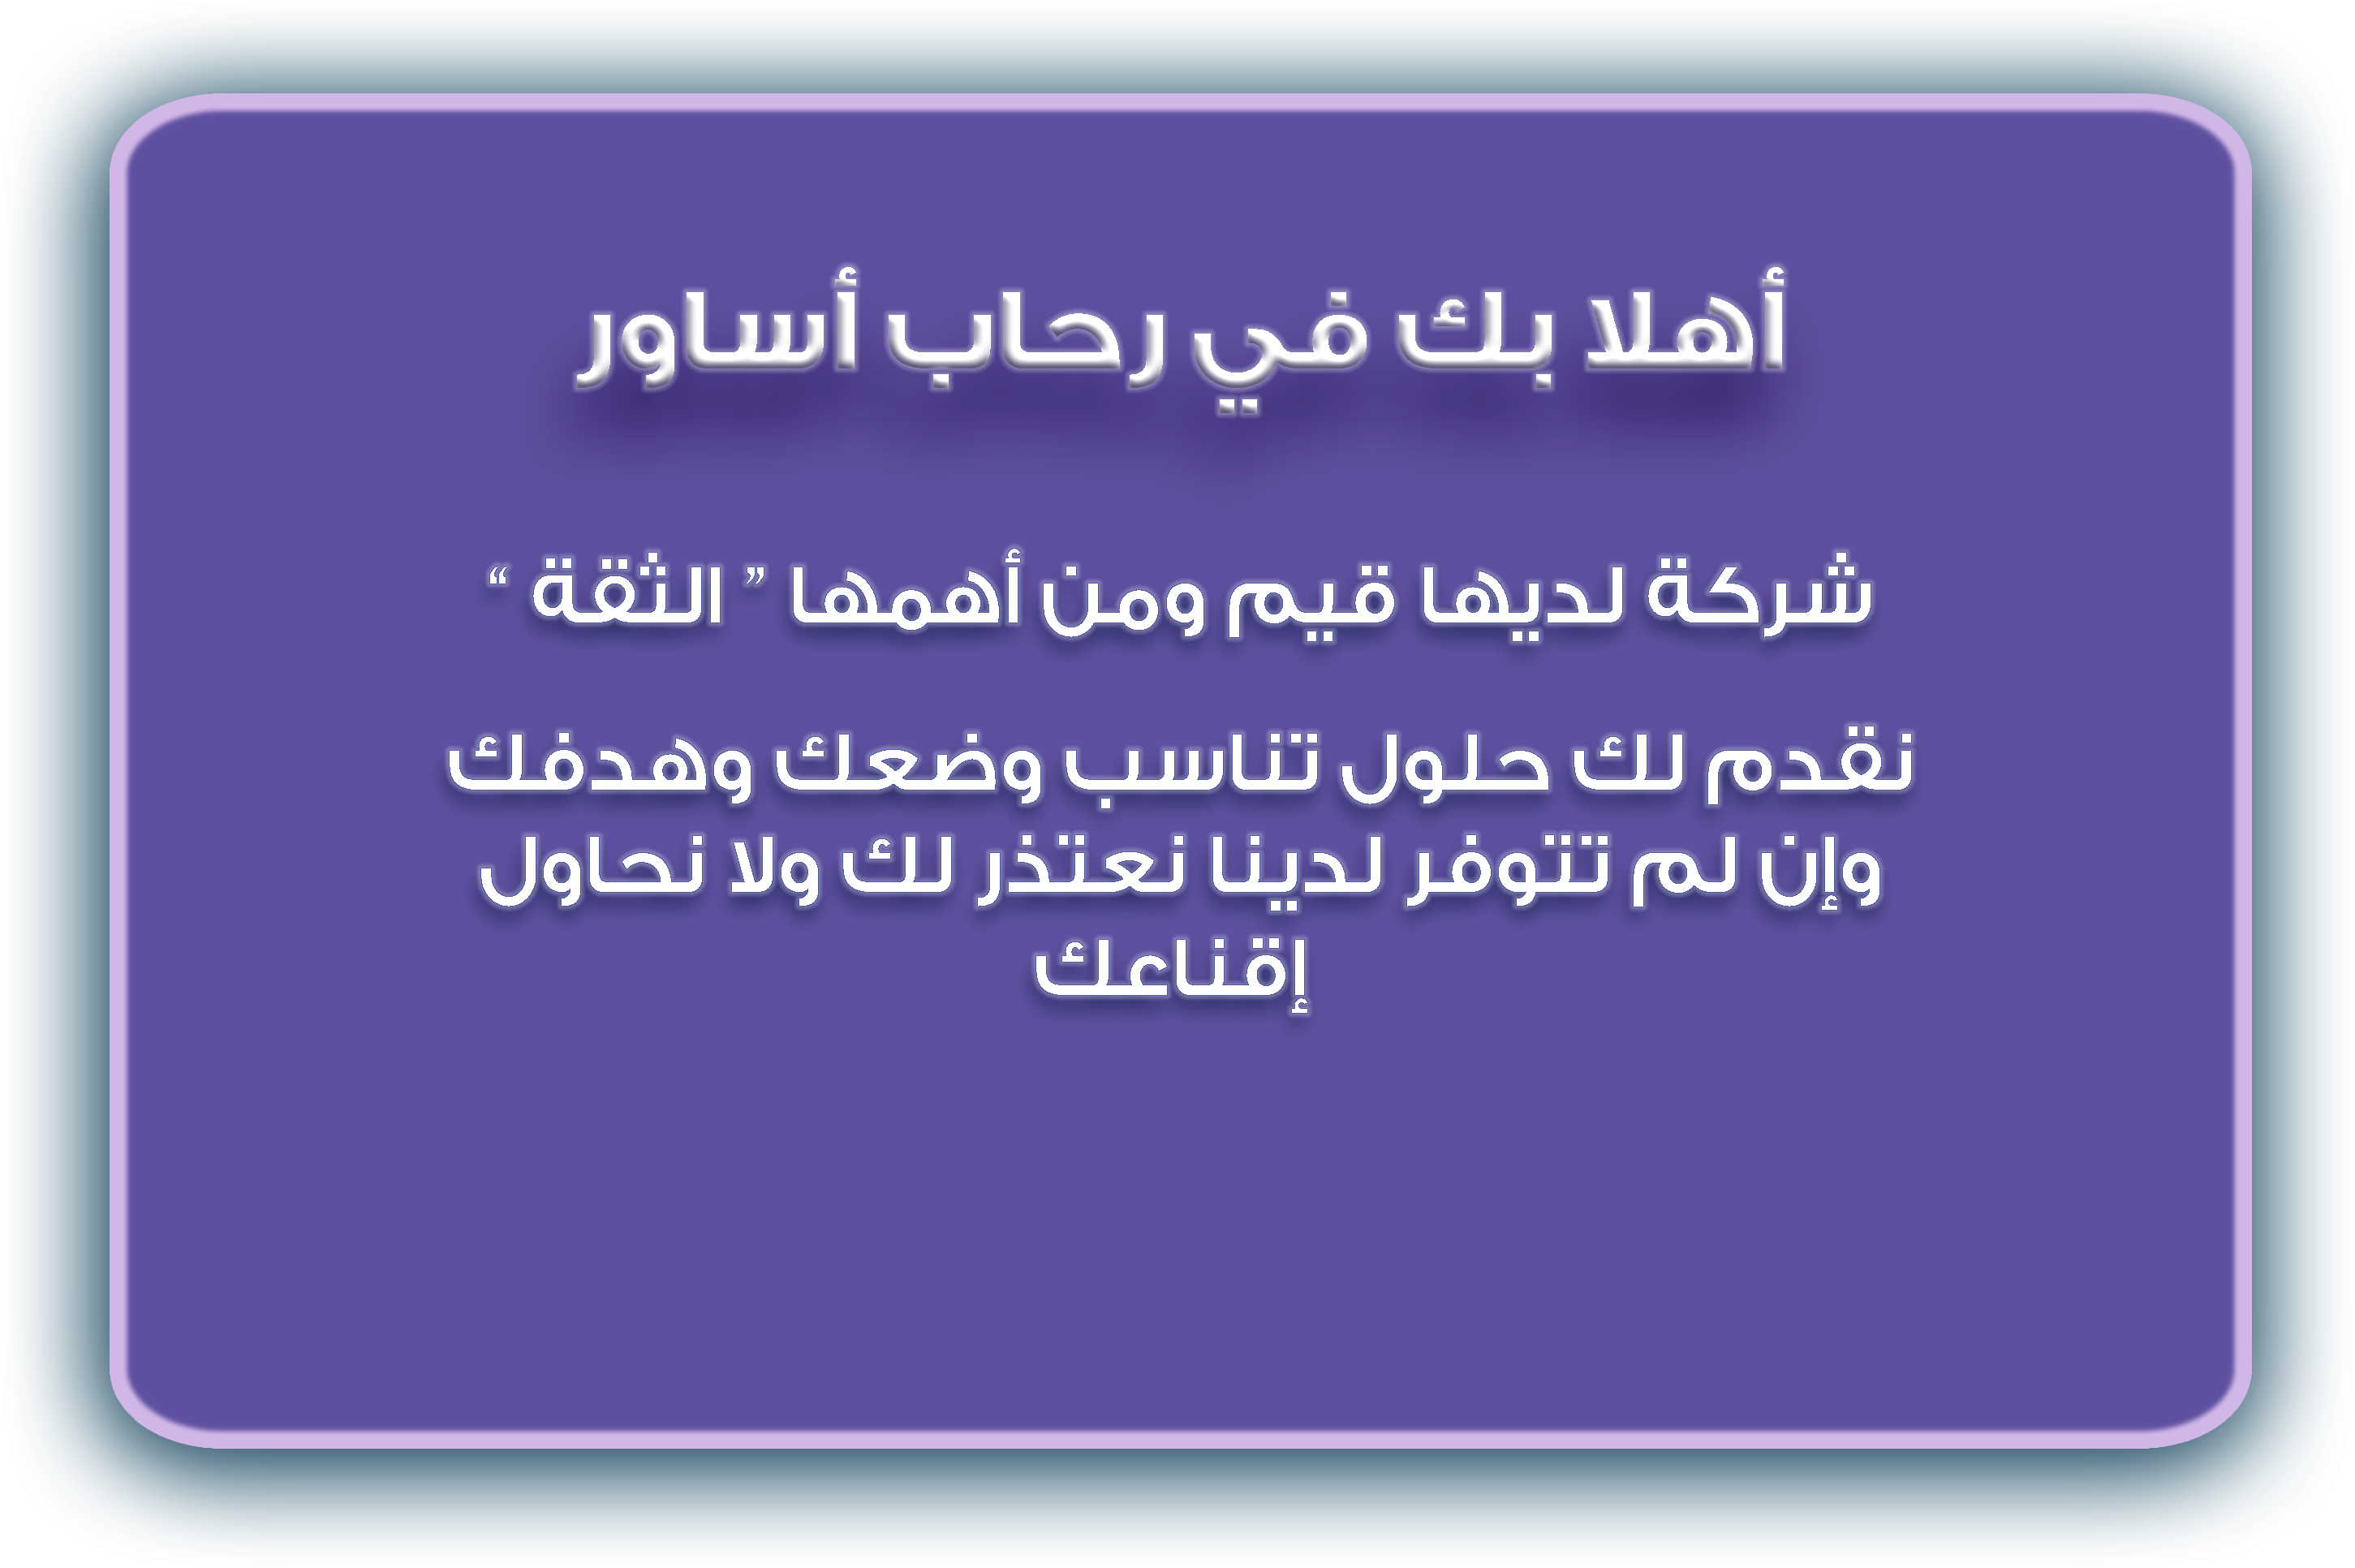 أهلا بك في رحاب أساور
شركة لديها قيم ومن أهمها ” الثقة “
نقدم لك حلول تناسب وضعك وهدفك
وإن لم تتوفر لدينا نعتذر لك ولا نحاول
إقناعك